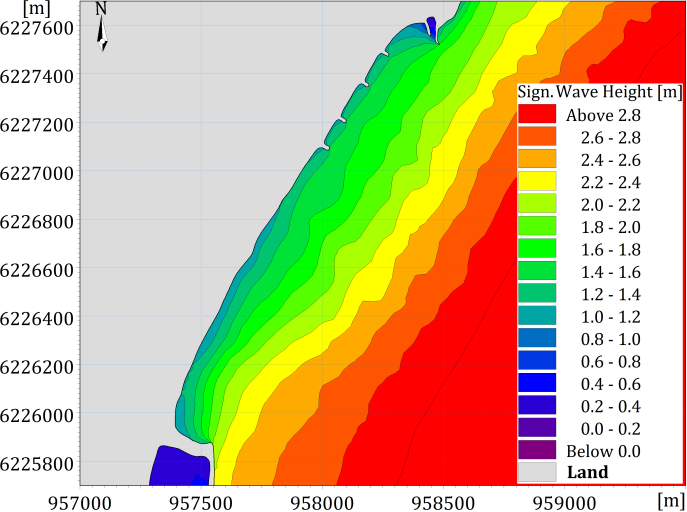 [m]
N
6227600
6227400
6227200
6227000
6226800
6226600
6226400
6226200
6226000
6225800
957000 957500 958000 958500 959000 [m]
Sign. Wave Height [m]
Above 2.8
2.6 - 2.8
2.4 - 2.6
2.2 - 2.4
2.0 - 2.2
1.8 - 2.0
1.6 - 1.8
1.4 - 1.6
1.2 - 1.4
1.0 - 1.2
0.8 - 1.0
0.6 - 0.8
0.4 - 0.6
0.2 - 0.4
0.0 - 0.2
Below 0.0
Land